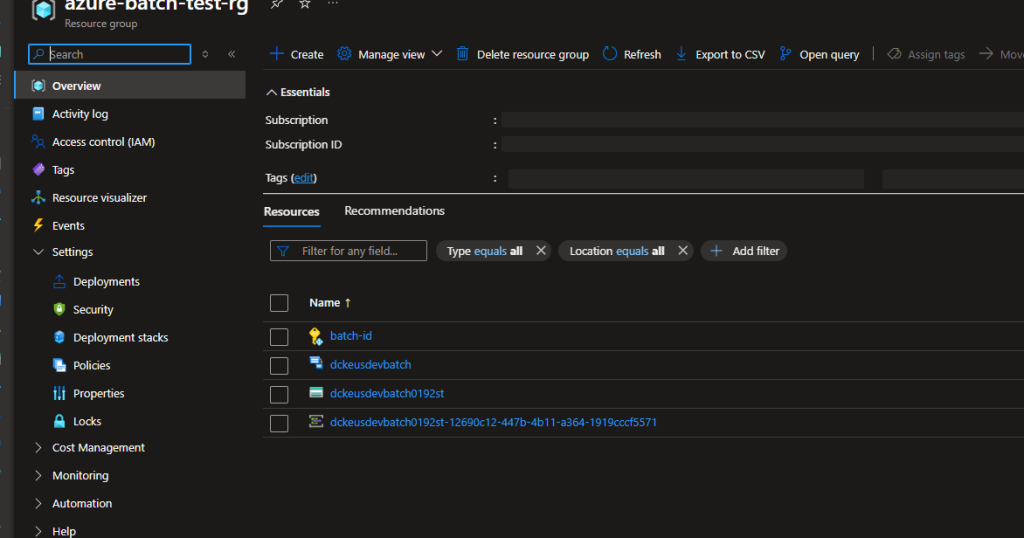 azure-batch-test-rg
Resource group
Search
Create Manage view Delete resource group Refresh Export to CSV Open query Assign tags Move
Overview
Activity log
Access control (IAM)
Tags
Resource visualizer
Events
Settings
Deployments
Security
Deployment stacks
Policies
Properties
Locks
Cost Management
Monitoring
Automation
Help
Essentials
Subscription :
Subscription ID :
Tags (edit) :
Resources Recommendations
Filter for any field... Type equals all Location equals all Add filter
Name ↑
batch-id
dckeusdevbatch
dckeusdevbatch0192st
dckeusdevbatch0192st-12690c12-447b-4b11-a364-1919cccf5571